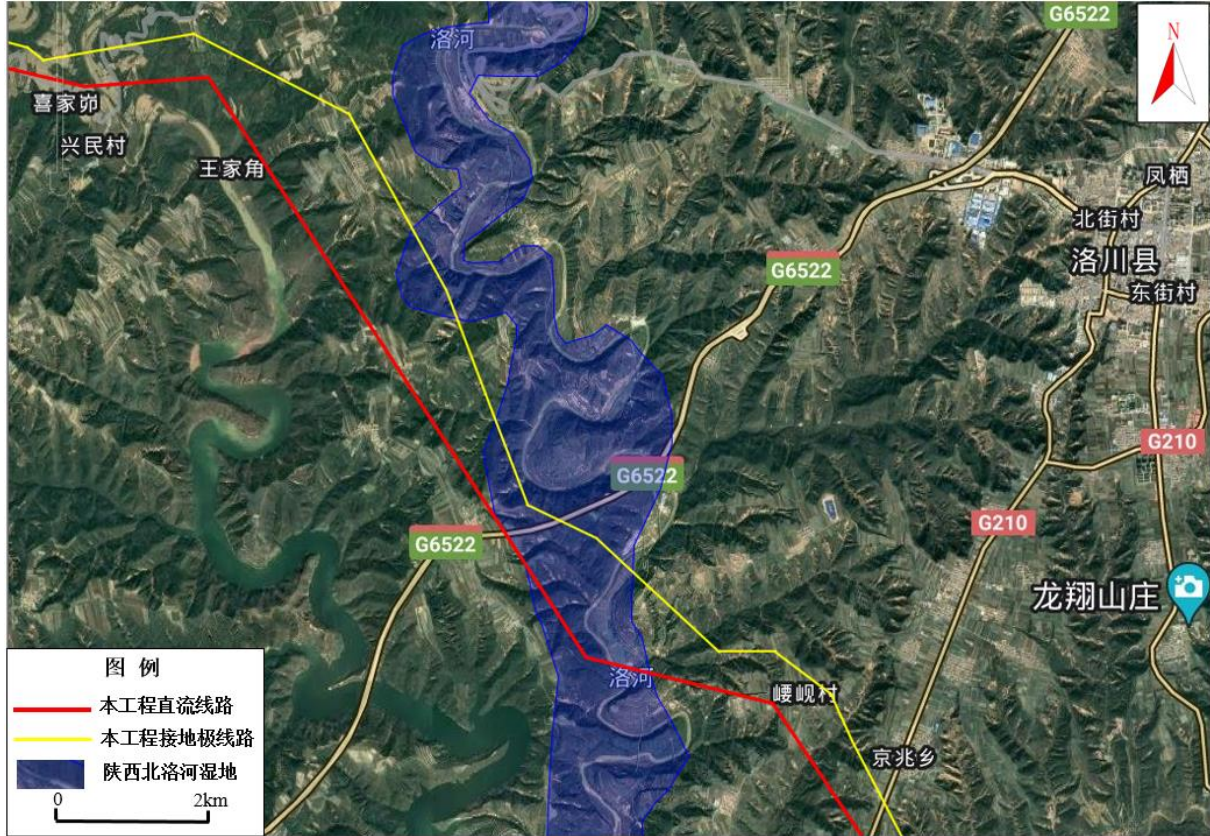 G6522
N
洛河
喜家峁
兴民村
王家角
凤栖
北街村
洛川县
东街村
G6522
G210
G6522
G210
G6522
龙翔山庄
洛河
崾岘村
京兆乡
图 例
本工程直流线路
本工程接地极线路
陕西北洛河湿地
0
2km